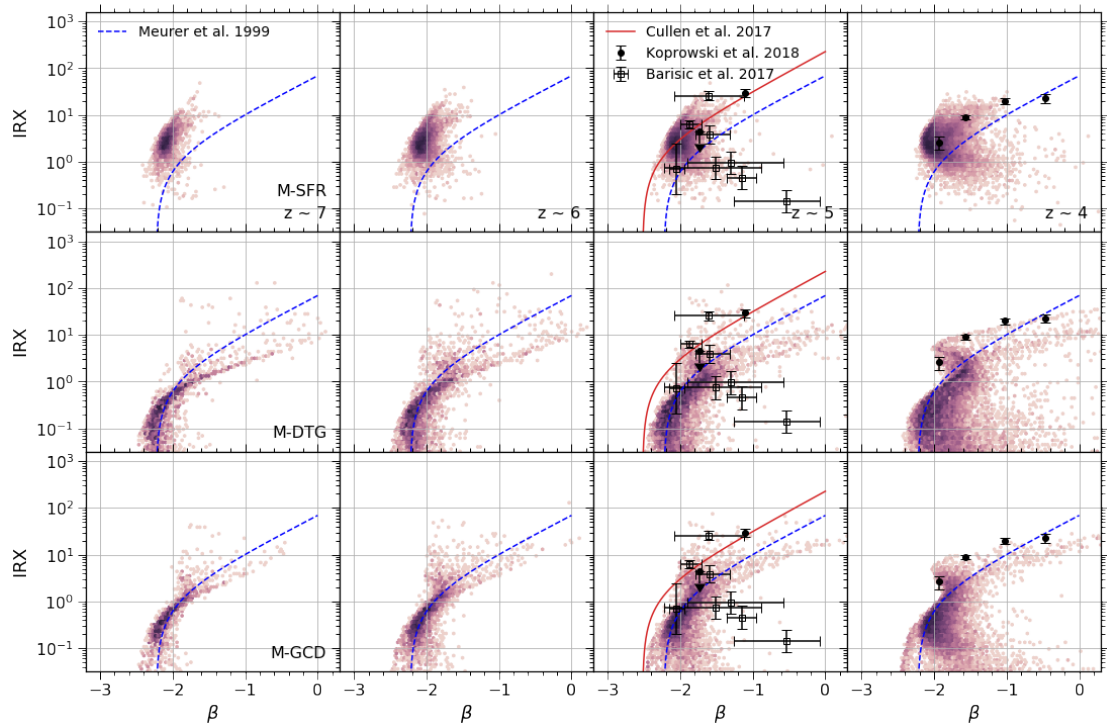 Meurer et al. 1999
Cullen et al. 2017
Koprowski et al. 2018
Barisic et al. 2017
10³
10²
10¹
10⁰
10⁻¹
IRX
M-SFR
z ~ 7
z ~ 6
z ~ 5
z ~ 4
10³
10²
10¹
10⁰
10⁻¹
IRX
M-DTG
10³
10²
10¹
10⁰
10⁻¹
IRX
M-GCD
−3 −2 −1 0 −3 −2 −1 0 −3 −2 −1 0 −3 −2 −1 0
β β β β